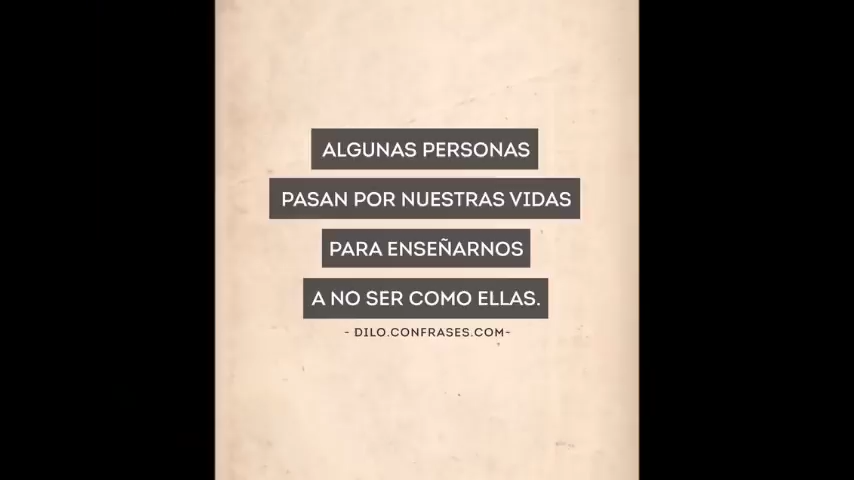 ALGUNAS PERSONAS
PASAN POR NUESTRAS VIDAS
PARA ENSEÑARNOS
A NO SER COMO ELLAS.
- DILO.CONFRASES.COM-